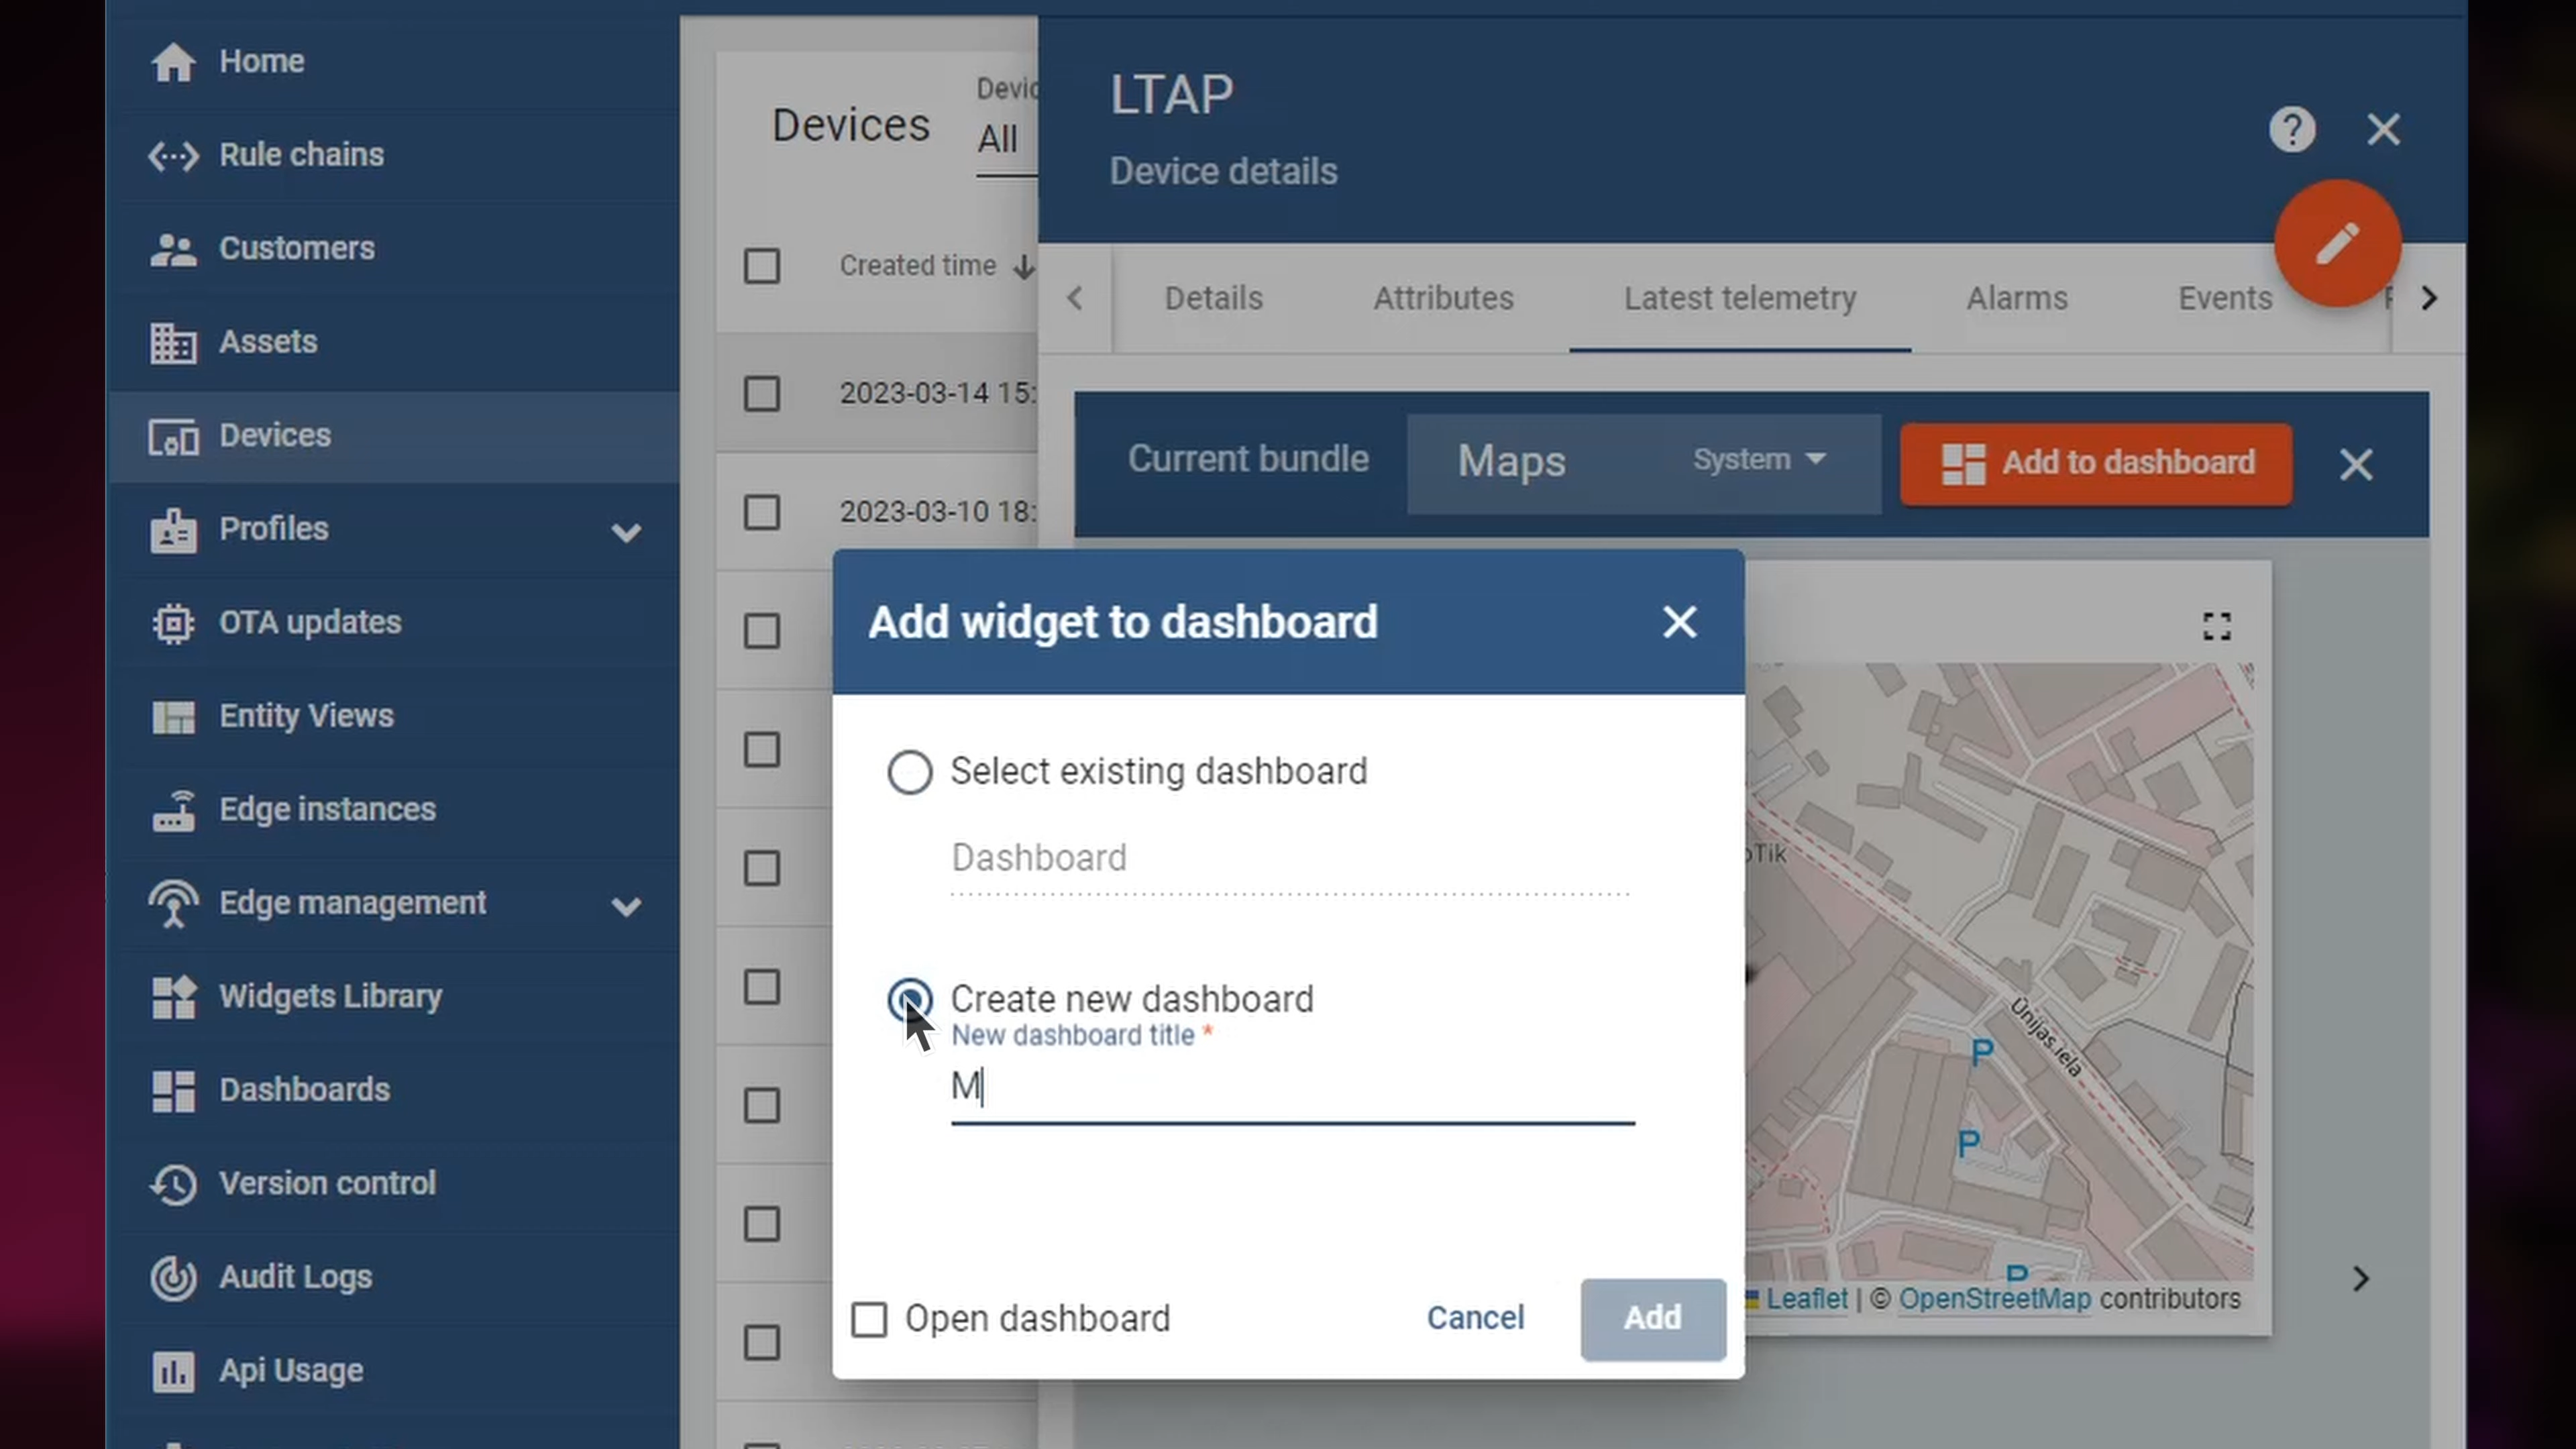 Home
Rule chains
Customers
Assets
Devices
Profiles
OTA updates
Entity Views
Edge instances
Edge management
Widgets Library
Dashboards
Version control
Audit Logs
Api Usage
Devices
All
Created time
2023-03-14 15:
2023-03-10 18:
LTAP
Device details
Details
Attributes
Latest telemetry
Alarms
Events
Current bundle
Maps
System
Add to dashboard
Add widget to dashboard
Select existing dashboard
Dashboard
Create new dashboard
New dashboard title *
M
Open dashboard
Cancel
Add
Ūnijas iela
P
P
P
Leaflet | © OpenStreetMap contributors